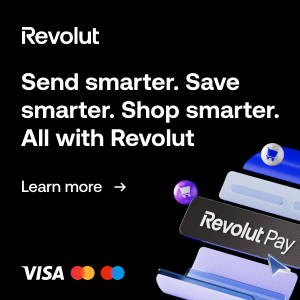 Revolut
Send smarter. Save
smarter. Shop smarter.
All with Revolut
Learn more →
Revolut Pay
VISA